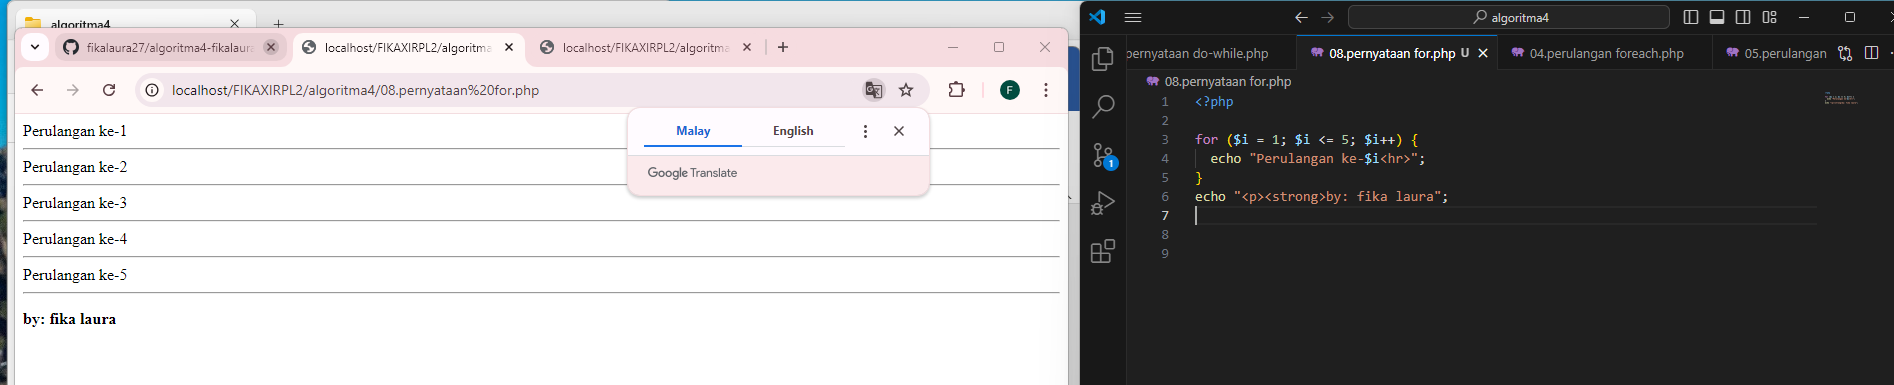 algoritma4
fikalaura27/algoritma4-fikalaura
localhost/FIKAXIRPL2/algoritma
localhost/FIKAXIRPL2/algoritma
localhost/FIKAXIRPL2/algoritma4/08.pernyataan%20for.php
F
Malay
English
Google Translate
Perulangan ke-1
Perulangan ke-2
Perulangan ke-3
Perulangan ke-4
Perulangan ke-5
by: fika laura
algoritma4
pernyataan do-while.php
08.pernyataan for.php U
04.perulangan foreach.php
05.perulangan
08.pernyataan for.php
1
1 <?php
2
3 for ($i = 1; $i <= 5; $i++) {
4 echo "Perulangan ke-$i<hr>";
5 }
6 echo "<p><strong>by: fika laura";
7
8
9